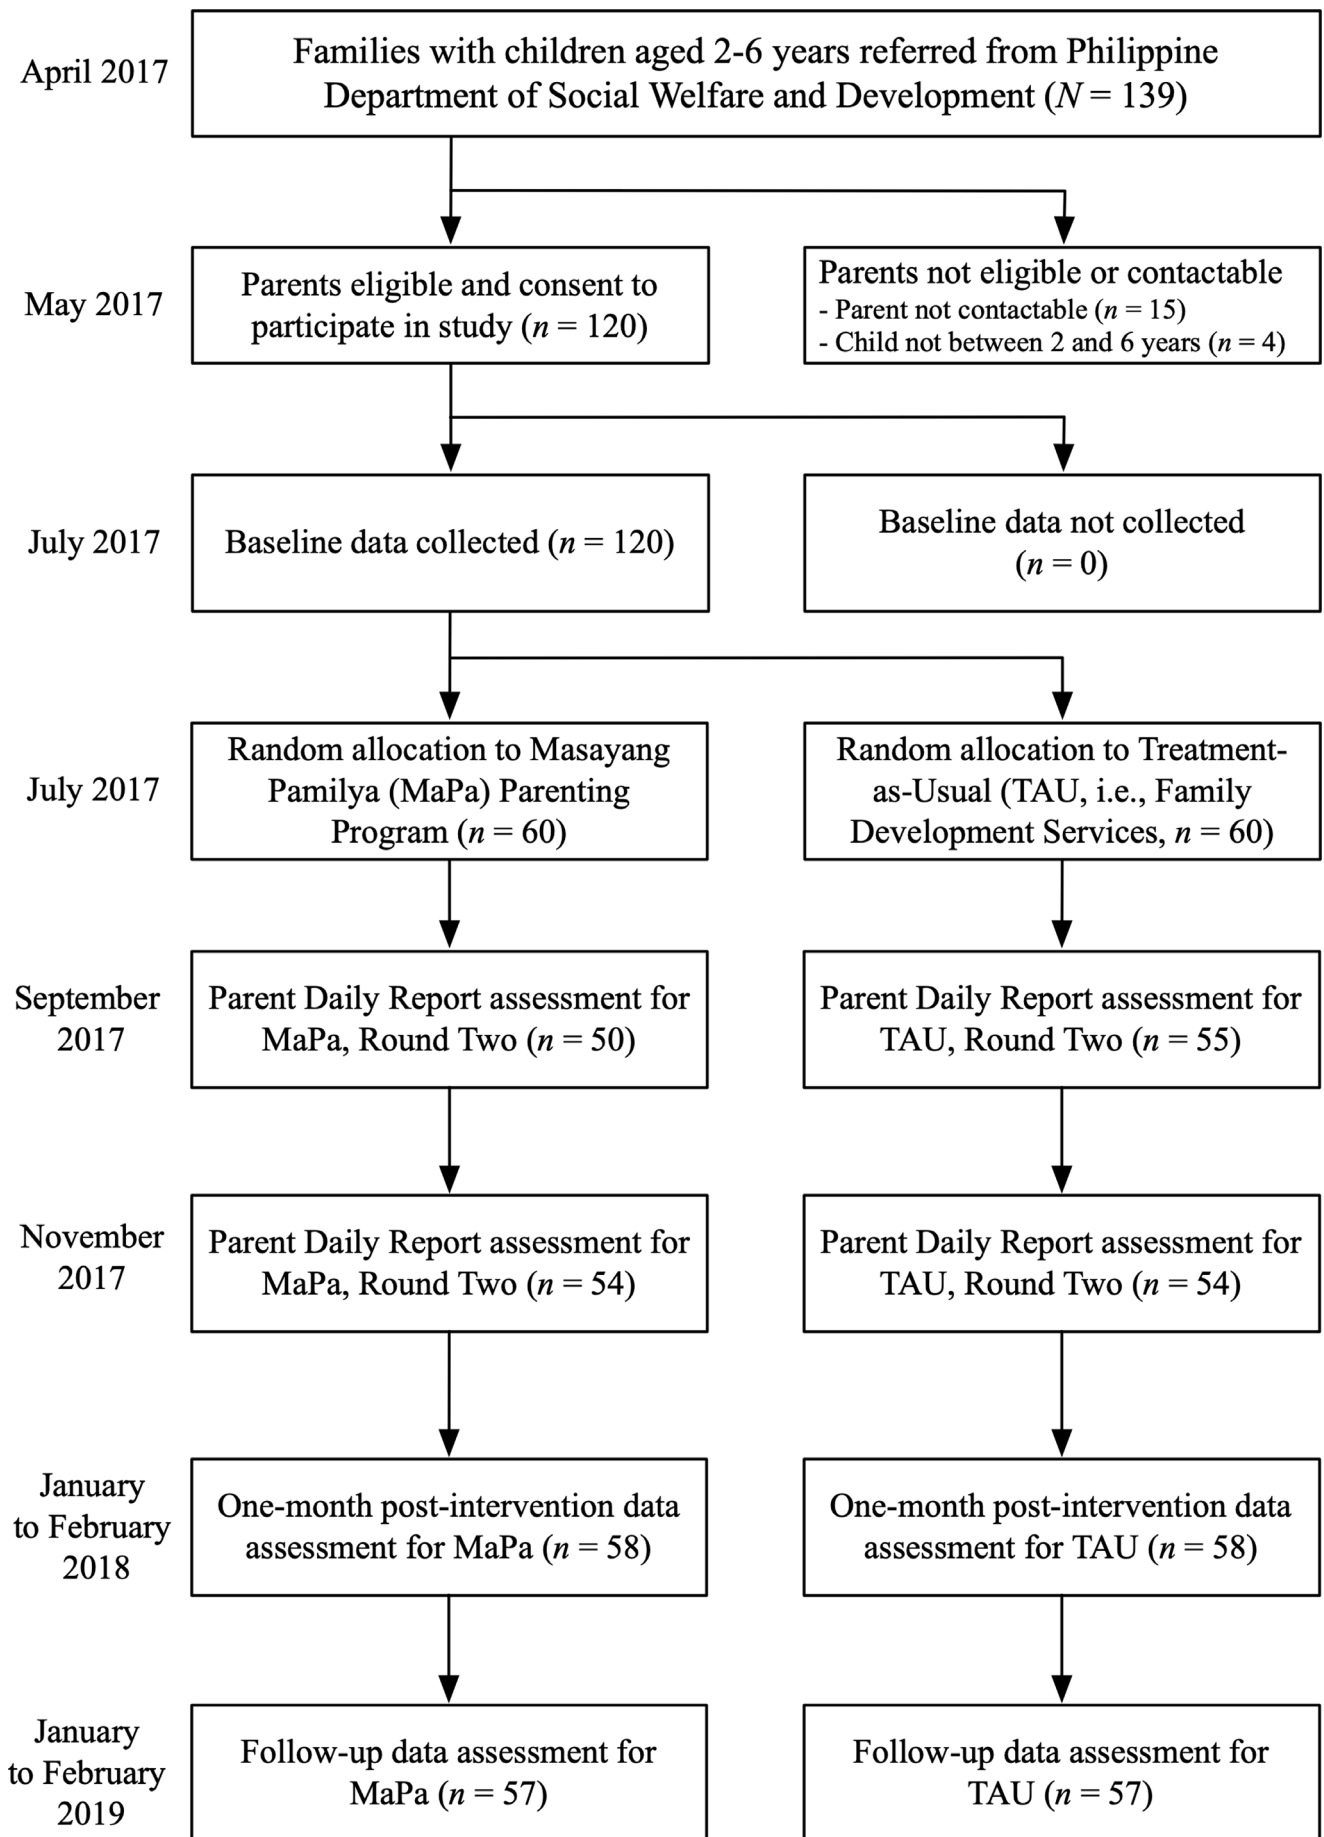 April 2017
Families with children aged 2-6 years referred from Philippine
Department of Social Welfare and Development (N = 139)
May 2017
Parents eligible and consent to
participate in study (n = 120)
Parents not eligible or contactable
- Parent not contactable (n = 15)
- Child not between 2 and 6 years (n = 4)
July 2017
Baseline data collected (n = 120)
Baseline data not collected
(n = 0)
July 2017
Random allocation to Masayang
Pamilya (MaPa) Parenting
Program (n = 60)
Random allocation to Treatment-
as-Usual (TAU, i.e., Family
Development Services, n = 60)
September
2017
Parent Daily Report assessment for
MaPa, Round Two (n = 50)
Parent Daily Report assessment for
TAU, Round Two (n = 55)
November
2017
Parent Daily Report assessment for
MaPa, Round Two (n = 54)
Parent Daily Report assessment for
TAU, Round Two (n = 54)
January
to February
2018
One-month post-intervention data
assessment for MaPa (n = 58)
One-month post-intervention data
assessment for TAU (n = 58)
January
to February
2019
Follow-up data assessment for
MaPa (n = 57)
Follow-up data assessment for
TAU (n = 57)